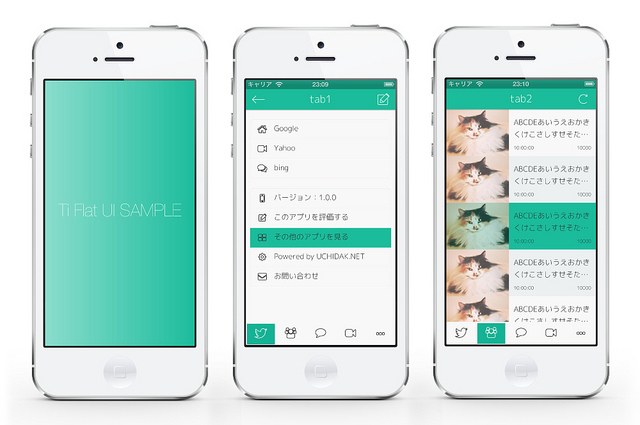 Ti Flat UI SAMPLE
キャリア 23:09
tab1
Google
Yahoo
bing
バージョン：1.0.0
このアプリを評価する
その他のアプリを見る
Powered by UCHIDAK.NET
お問い合わせ
キャリア 23:10
tab2
ABCDEあいうえおかき
くけこさしすせそた…
10:00:00 10000
ABCDEあいうえおかき
くけこさしすせそた…
10:00:00 10000
ABCDEあいうえおかき
くけこさしすせそた…
10:00:00 10000
ABCDEあいうえおかき
くけこさしすせそた…
10:00:00 10000
ABCDEあいうえおかき
くけこさしすせそた…